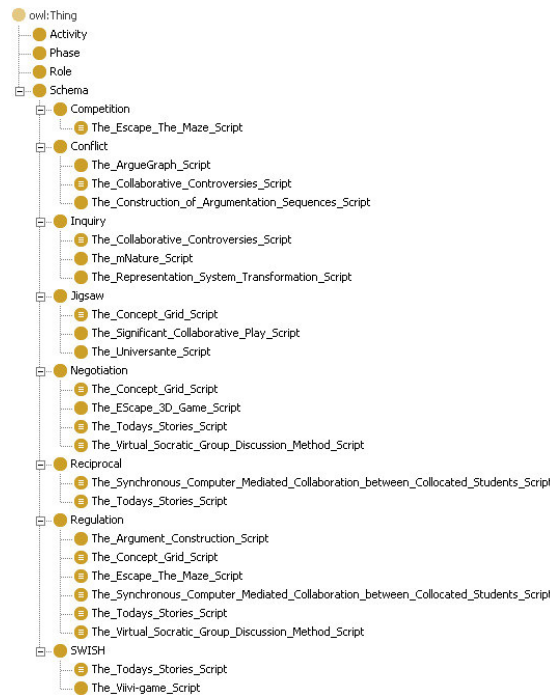 owl:Thing
Activity
Phase
Role
Schema
Competition
The_Escape_The_Maze_Script
Conflict
The_ArgueGraph_Script
The_Collaborative_Controversies_Script
The_Construction_of_Argumentation_Sequences_Script
Inquiry
The_Collaborative_Controversies_Script
The_mNature_Script
The_Representation_System_Transformation_Script
Jigsaw
The_Concept_Grid_Script
The_Significant_Collaborative_Play_Script
The_Universante_Script
Negotiation
The_Concept_Grid_Script
The_EScape_3D_Game_Script
The_Todays_Stories_Script
The_Virtual_Socratic_Group_Discussion_Method_Script
Reciprocal
The_Synchronous_Computer_Mediated_Collaboration_between_Collocated_Students_Script
The_Todays_Stories_Script
Regulation
The_Argument_Construction_Script
The_Concept_Grid_Script
The_Escape_The_Maze_Script
The_Synchronous_Computer_Mediated_Collaboration_between_Collocated_Students_Script
The_Todays_Stories_Script
The_Virtual_Socratic_Group_Discussion_Method_Script
SWISH
The_Todays_Stories_Script
The_Viivi-game_Script